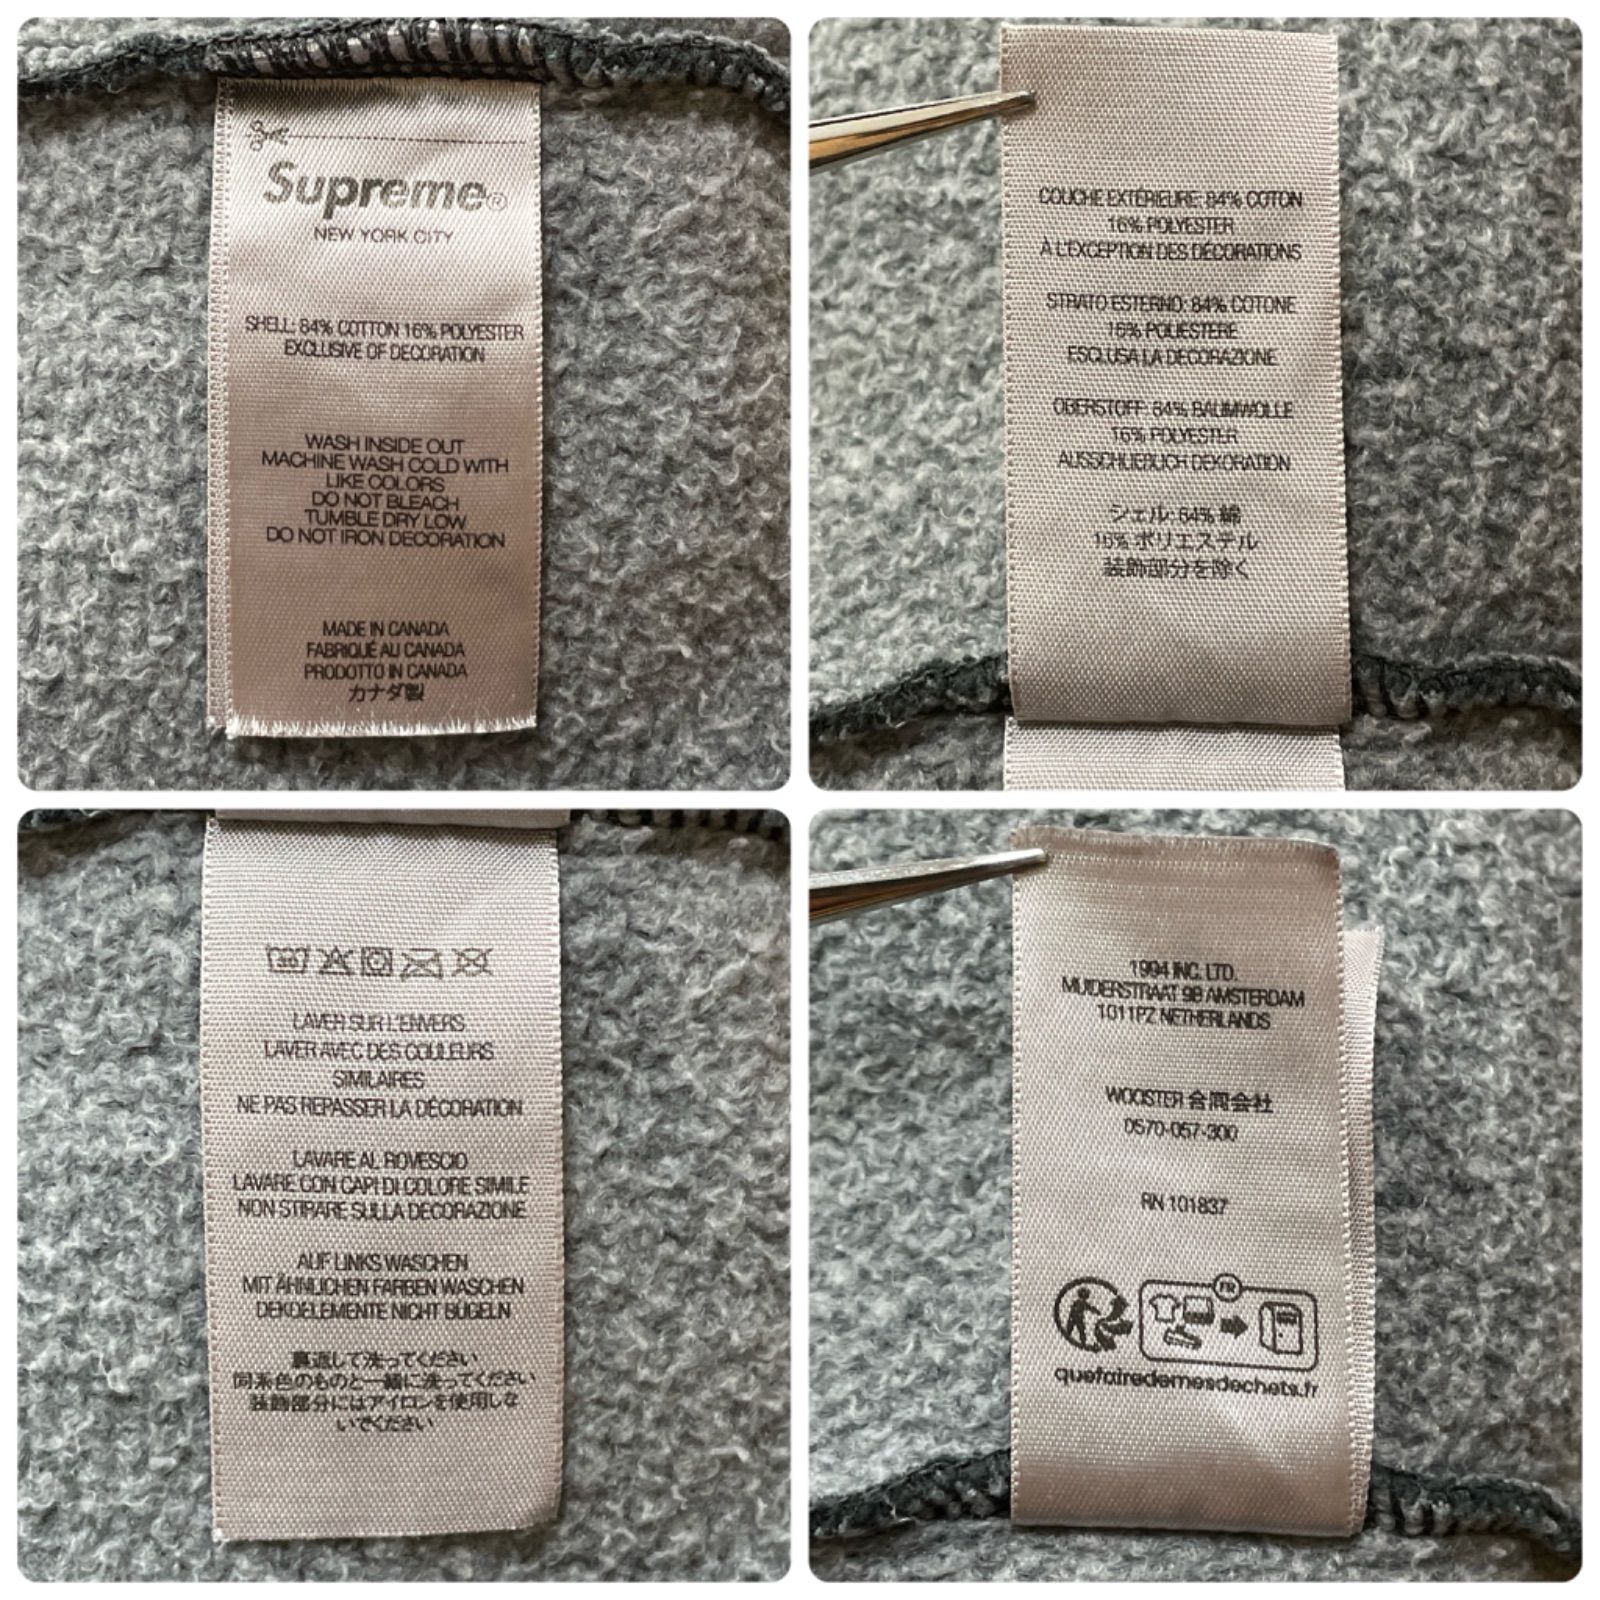 Supreme®
NEW YORK CITY
SHELL: 84% COTTON 16% POLYESTER
EXCLUSIVE OF DECORATION
WASH INSIDE OUT
MACHINE WASH COLD WITH
LIKE COLORS
DO NOT BLEACH
TUMBLE DRY LOW
DO NOT IRON DECORATION
MADE IN CANADA
FABRIQUÉ AU CANADA
PRODOTTO IN CANADA
カナダ製
COUCHE EXTÉRIEURE: 84% COTON
16% POLYESTER
À L'EXCEPTION DES DÉCORATIONS
STRATO ESTERNO: 84% COTONE
16% POLIESTERE
ESCLUSA LA DECORAZIONE
OBERSTOFF: 84% BAUMWOLLE
16% POLYESTER
AUSSCHLIEßLICH DEKORATION
シェル: 84% 綿
16% ポリエステル
装飾部分を除く
30
LAVER SUR L'ENVERS
LAVER AVEC DES COULEURS
SIMILAIRES
NE PAS REPASSER LA DÉCORATION
LAVARE AL ROVESCIO
LAVARE CON CAPI DI COLORE SIMILE
NON STIRARE SULLA DECORAZIONE
AUF LINKS WASCHEN
MIT ÄHNLICHEN FARBEN WASCHEN
DEKOELEMENTE NICHT BÜGELN
裏返して洗ってください
同系色のものと一緒に洗ってください
装飾部分にはアイロンを使用しな
いでください
1994 INC. LTD.
MUIDERSTRAAT 9B AMSTERDAM
1011PZ NETHERLANDS
WOOSTER 合同会社
0570-057-300
RN 101837
FR
quefairedemesdechets.fr